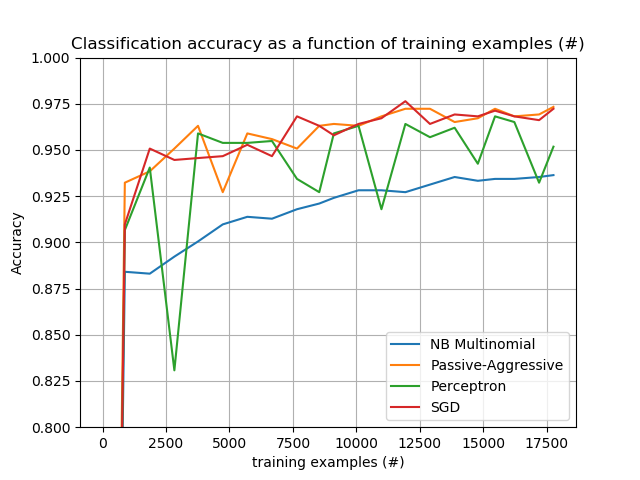 Classification accuracy as a function of training examples (#)
1.000
0.975
0.950
0.925
0.900
0.875
0.850
0.825
0.800
Accuracy
NB Multinomial
Passive-Aggressive
Perceptron
SGD
0 2500 5000 7500 10000 12500 15000 17500
training examples (#)